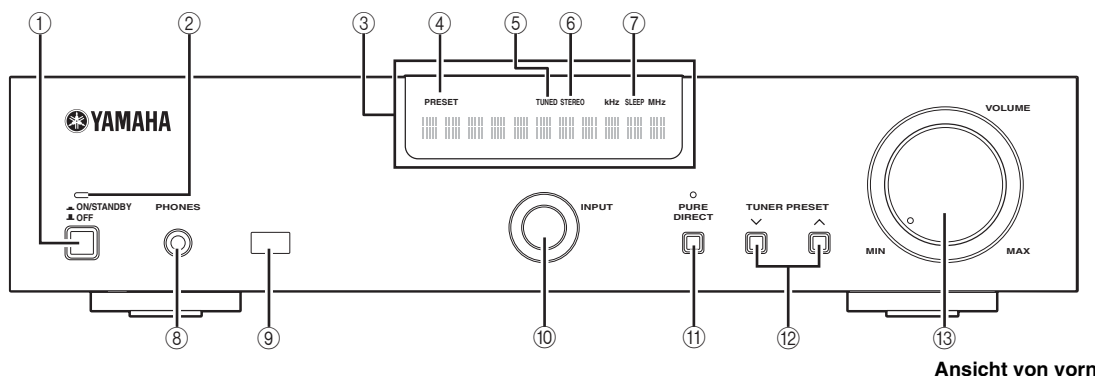 ① ② ③ ④ ⑤ ⑥ ⑦
PRESET TUNED STEREO kHz SLEEP MHz
VOLUME
YAMAHA
ON/STANDBY
OFF
PHONES
INPUT
PURE
DIRECT
TUNER PRESET
MIN MAX
⑧ ⑨ ⑩ ⑪ ⑫ ⑬
Ansicht von vorn